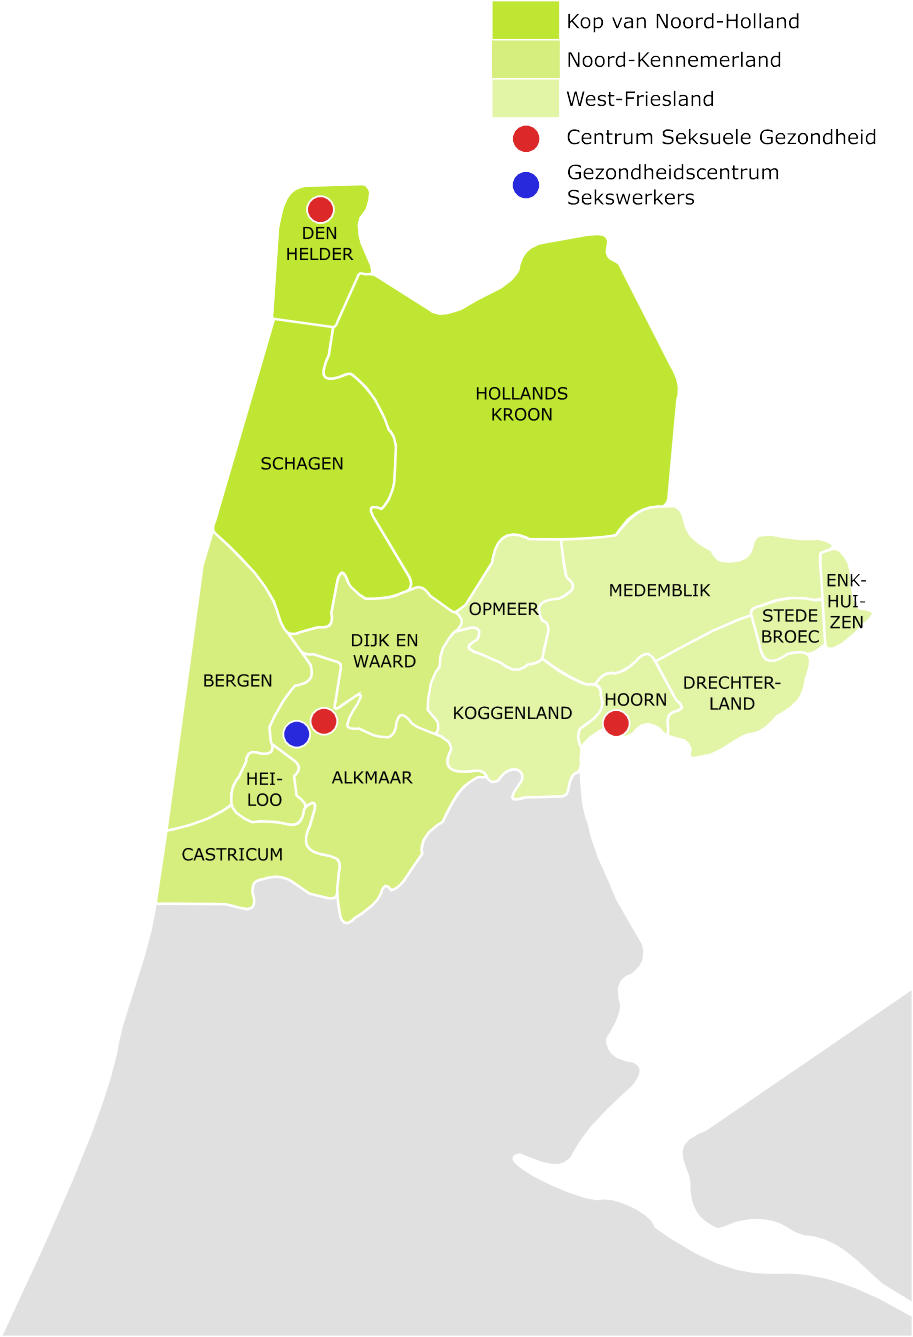 Kop van Noord-Holland
Noord-Kennemerland
West-Friesland
Centrum Seksuele Gezondheid
Gezondheidscentrum
Sekswerkers
DEN
HELDER
HOLLANDS
KROON
SCHAGEN
ENK-
HUI-
ZEN
MEDEMBLIK
OPMEER
STEDE
BROEC
DIJK EN
WAARD
BERGEN
DRECHTER-
LAND
HOORN
KOGGENLAND
HEI-
LOO
ALKMAAR
CASTRICUM